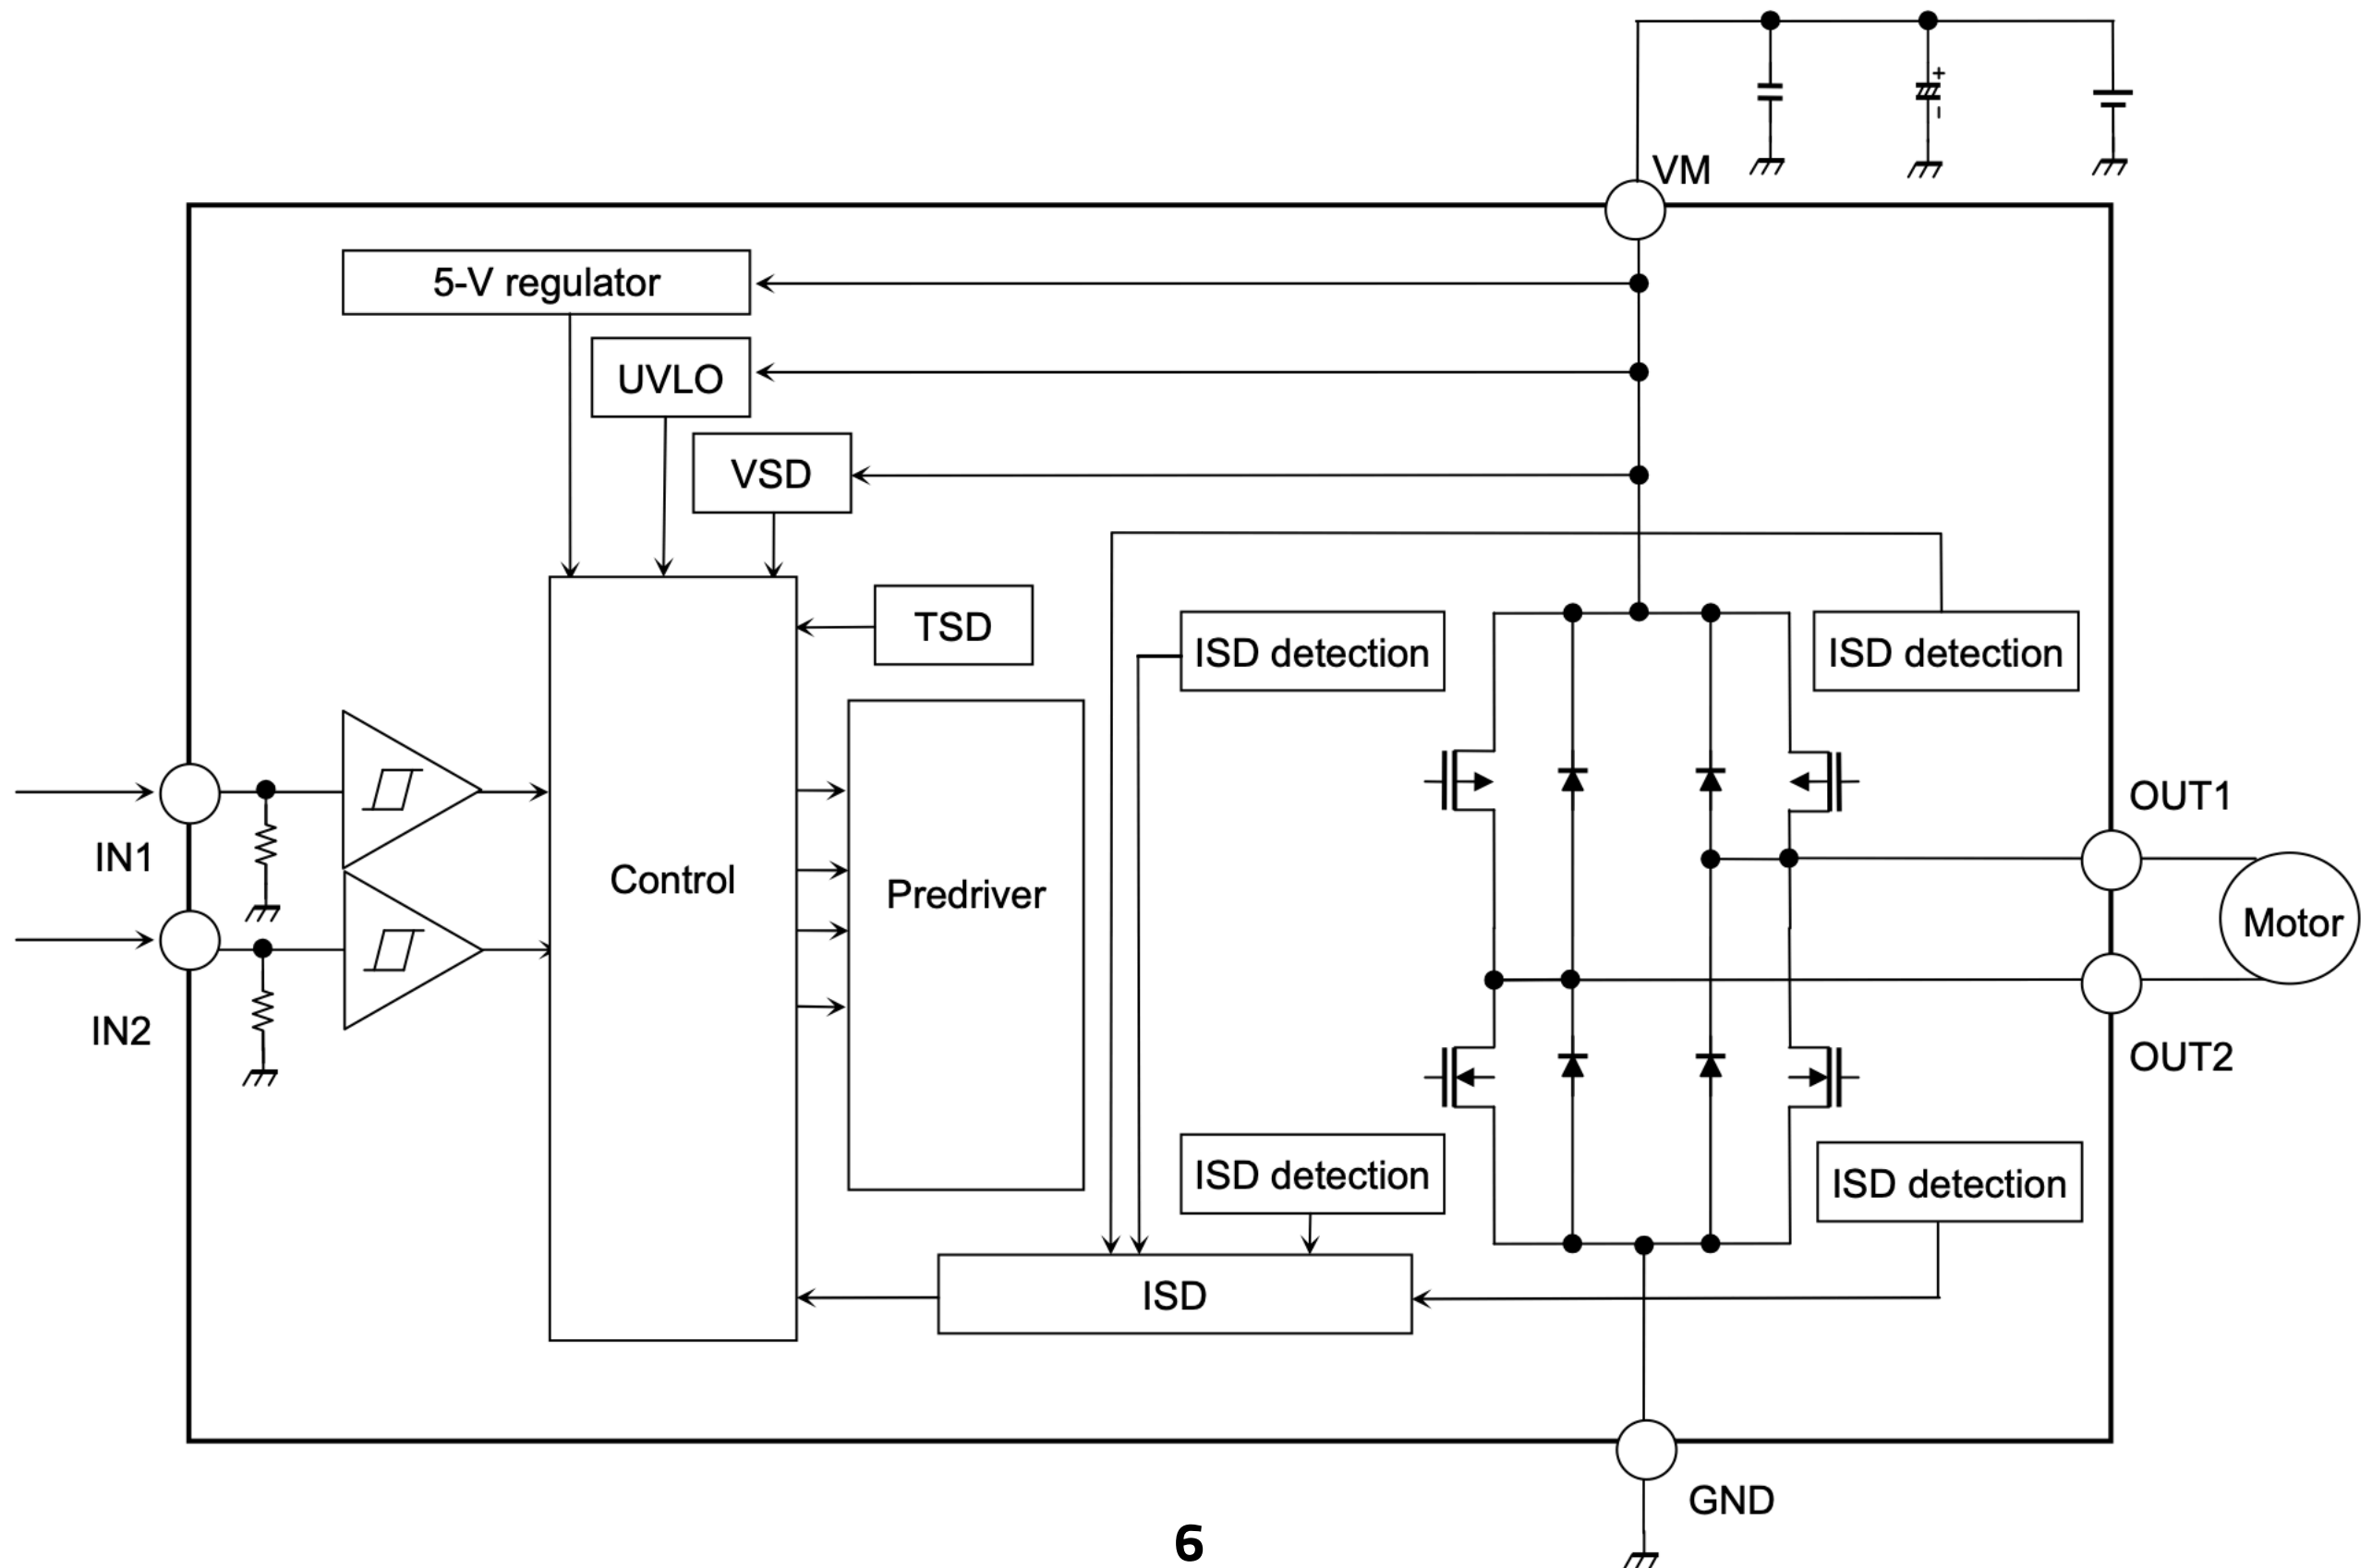 VM
5-V regulator
UVLO
VSD
TSD
ISD detection
ISD detection
IN1
IN2
Control
Predriver
OUT1
Motor
OUT2
ISD detection
ISD detection
ISD
GND
6